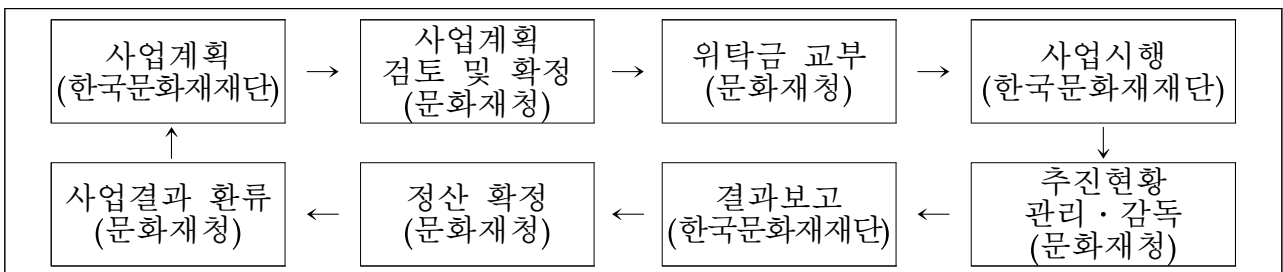 사업계획
(한국문화재재단)
→
사업계획
검토 및 확정
(문화재청)
→
위탁금 교부
(문화재청)
→
사업시행
(한국문화재재단)
↓
추진현황
관리·감독
(문화재청)
←
결과보고
(한국문화재재단)
←
정산 확정
(문화재청)
←
사업결과 환류
(문화재청)
↑